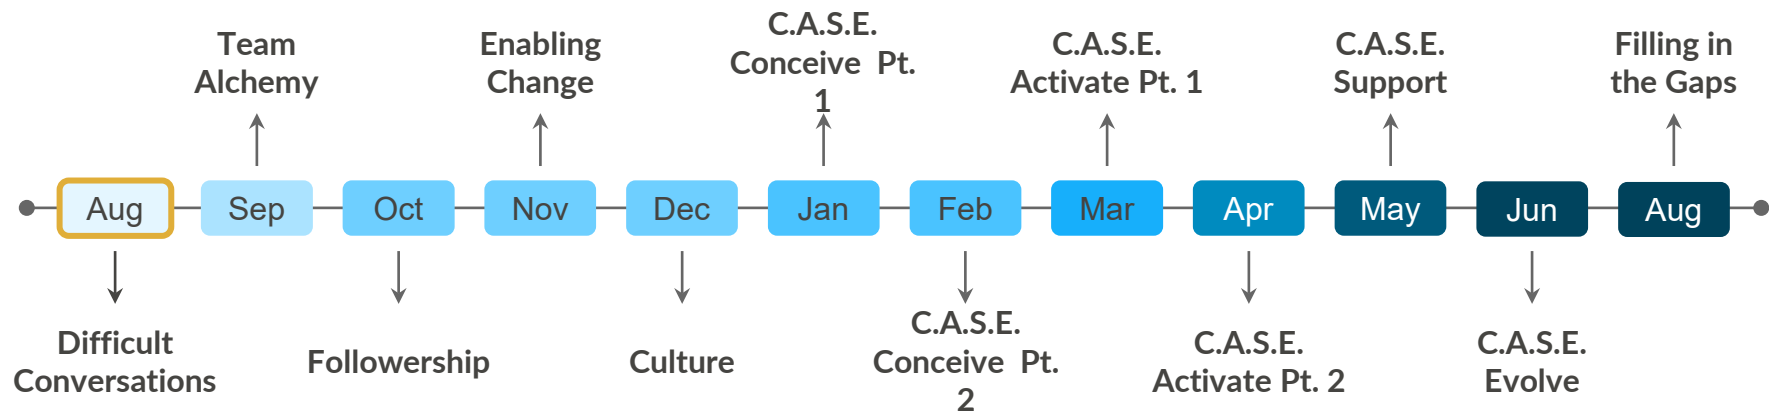 Team
Alchemy
Enabling
Change
C.A.S.E.
Conceive Pt.
1
C.A.S.E.
Activate Pt. 1
C.A.S.E.
Support
Filling in
the Gaps
Aug
Sep
Oct
Nov
Dec
Jan
Feb
Mar
Apr
May
Jun
Aug
Difficult
Conversations
Followership
Culture
C.A.S.E.
Conceive Pt.
2
C.A.S.E.
Activate Pt. 2
C.A.S.E.
Evolve